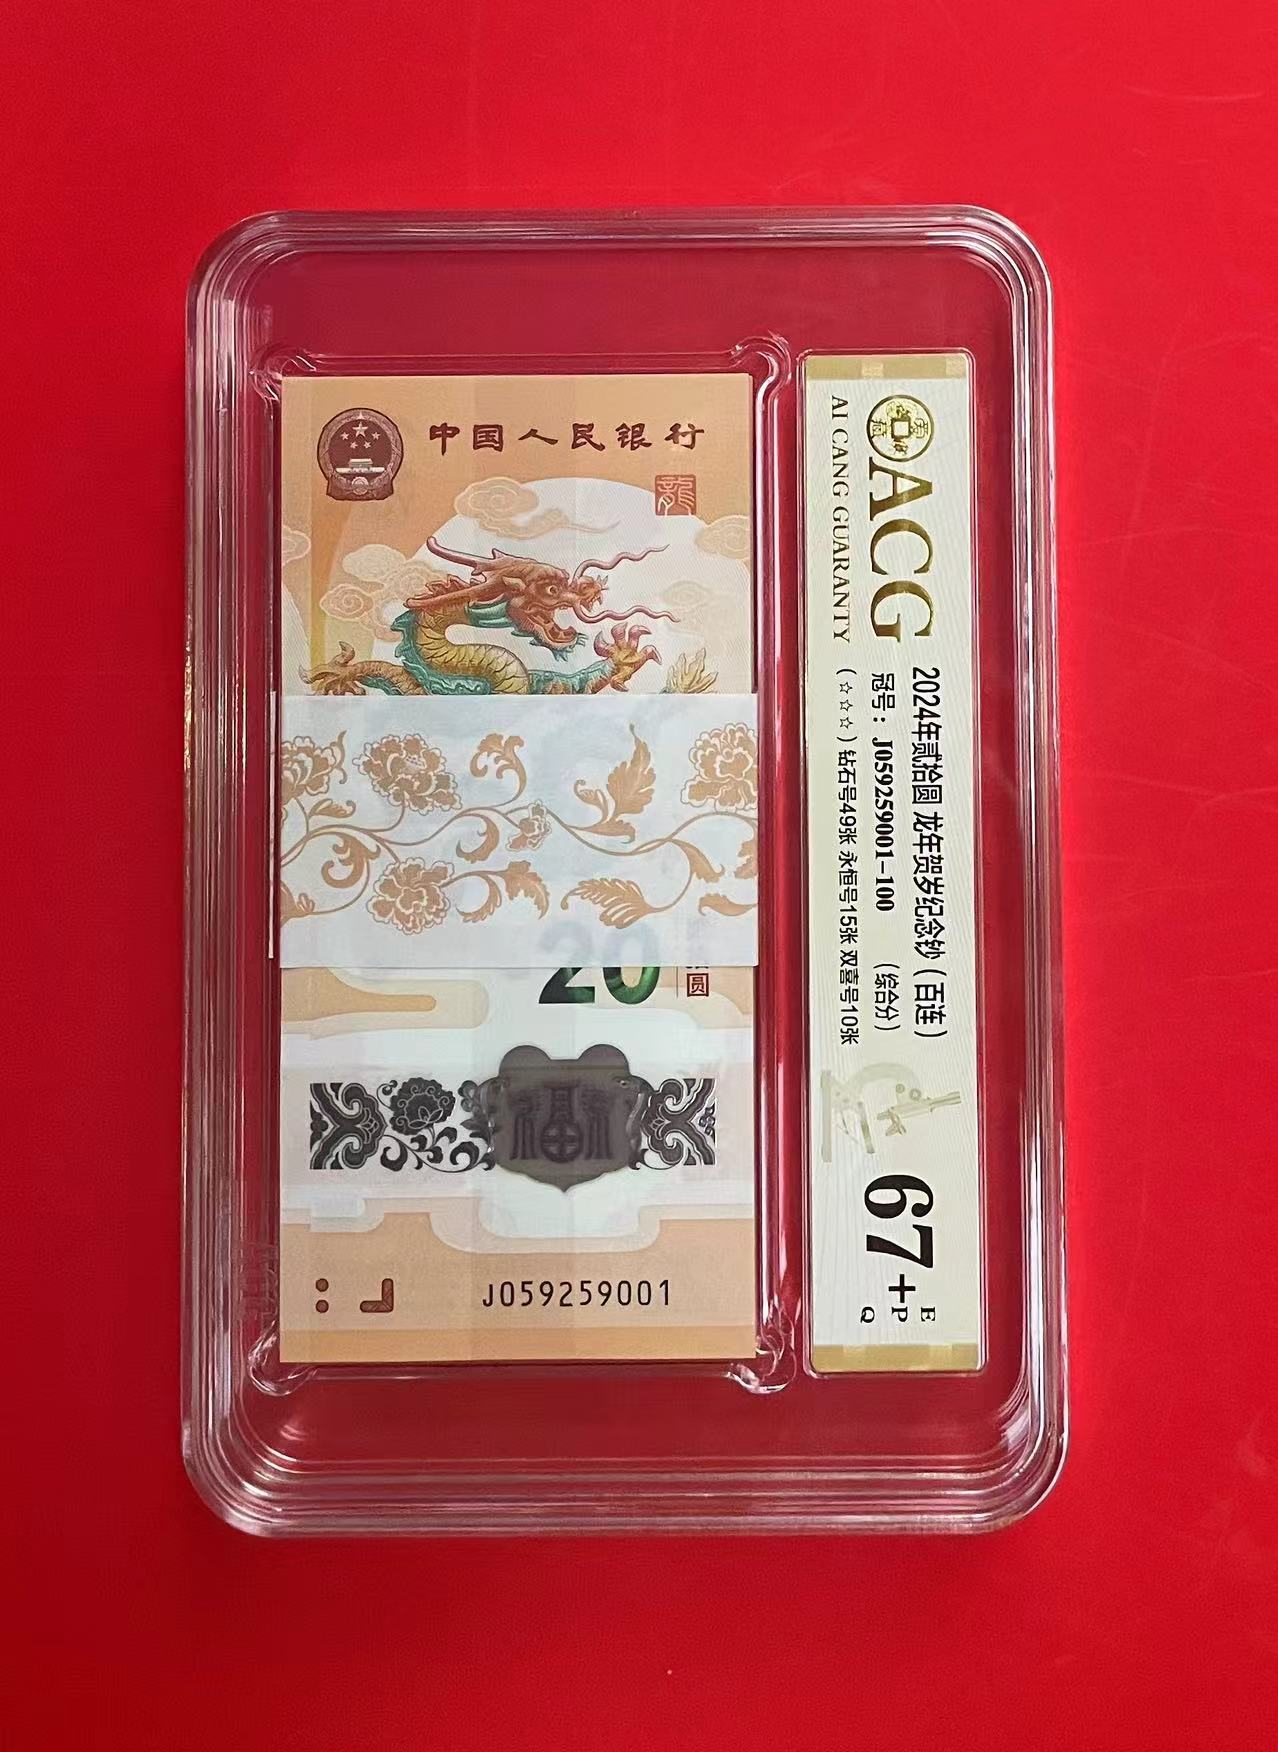 中国人民银行
龍
20
圆
福
J059259001
ACG
AI CANG GUARANTY
2024年贰拾圆 龙年贺岁纪念钞（百连）
冠号：J059259001-100 （综合分）
（☆☆☆）钻石号49张 永恒号15张 双喜号10张
67+
E
P
Q